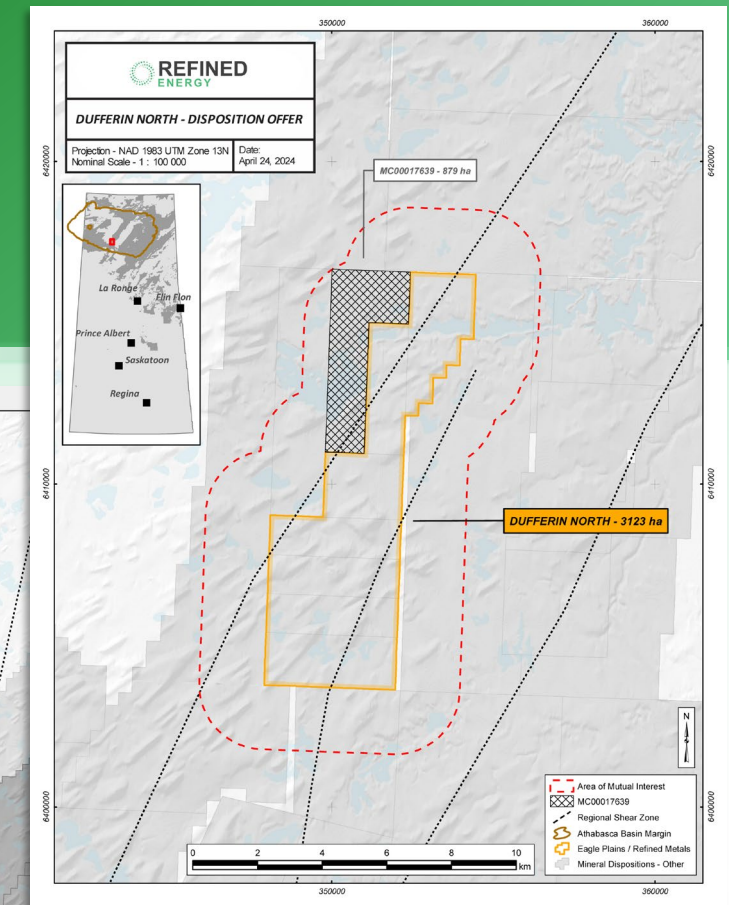 350000
360000
REFINED
ENERGY
DUFFERIN NORTH - DISPOSITION OFFER
Projection - NAD 1983 UTM Zone 13N
Nominal Scale - 1 : 100 000
Date:
April 24, 2024
6420000
6420000
MC00017639 - 879 ha
La Ronge
Flin Flon
Prince Albert
Saskatoon
Regina
6410000
6410000
DUFFERIN NORTH - 3123 ha
N
6400000
6400000
Area of Mutual Interest
MC00017639
Regional Shear Zone
Athabasca Basin Margin
Eagle Plains / Refined Metals
Mineral Dispositions - Other
0 2 4 6 8 10
km
350000
360000